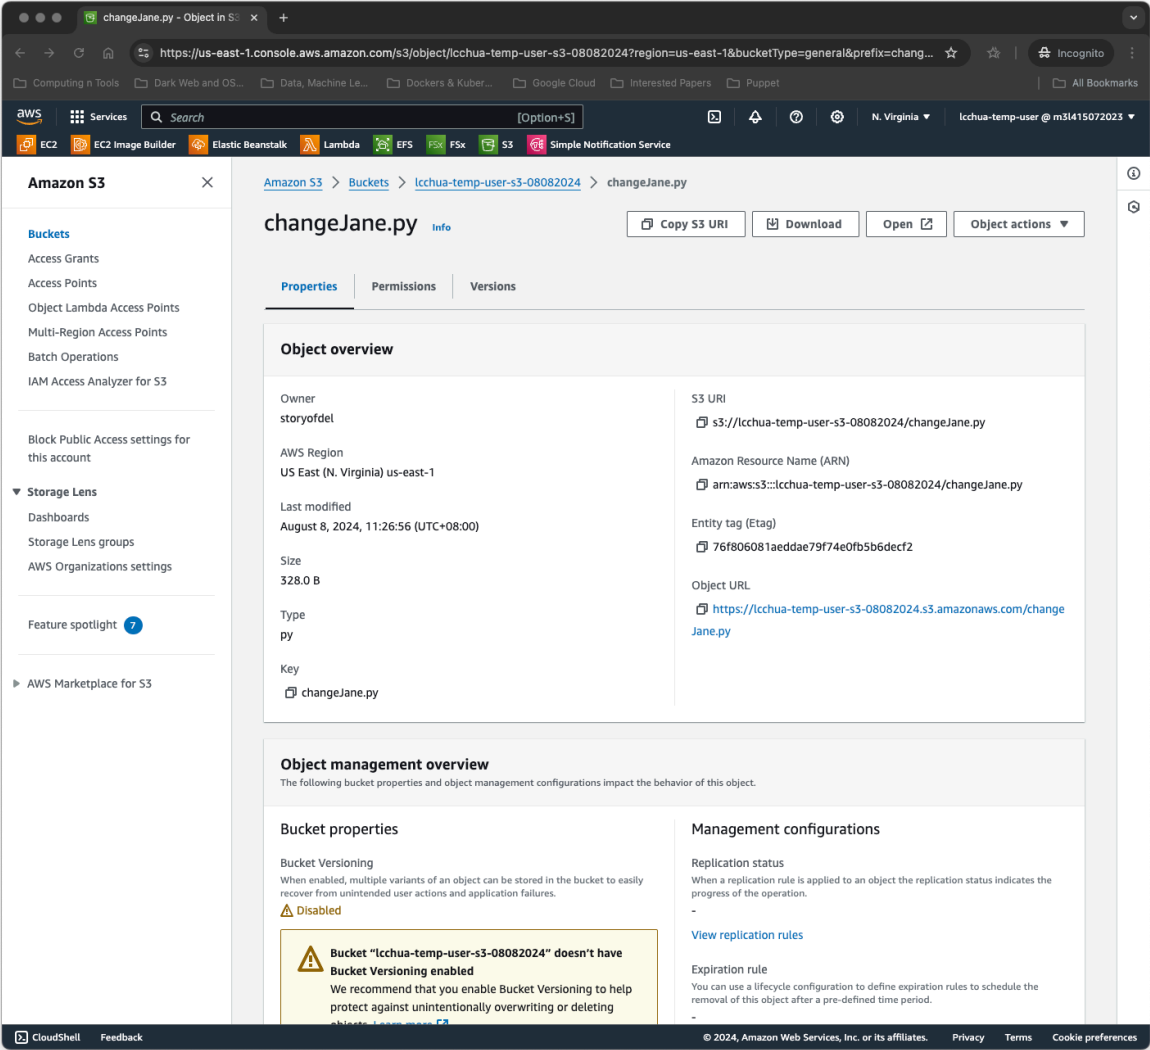 changeJane.py - Object in S3
https://us-east-1.console.aws.amazon.com/s3/object/lcchua-temp-user-s3-08082024?region=us-east-1&bucketType=general&prefix=chang...
Incognito
Computing n Tools
Dark Web and OS...
Data, Machine Le...
Dockers & Kuber...
Google Cloud
Interested Papers
Puppet
All Bookmarks
aws
Services
Search
[Option+S]
N. Virginia
lcchua-temp-user @ m3l415072023
EC2
EC2 Image Builder
Elastic Beanstalk
Lambda
EFS
FSx
FSx
S3
Simple Notification Service
Amazon S3
Buckets
Access Grants
Access Points
Object Lambda Access Points
Multi-Region Access Points
Batch Operations
IAM Access Analyzer for S3
Block Public Access settings for
this account
Storage Lens
Dashboards
Storage Lens groups
AWS Organizations settings
Feature spotlight 7
AWS Marketplace for S3
Amazon S3 > Buckets > lcchua-temp-user-s3-08082024 > changeJane.py
changeJane.py Info
Copy S3 URI
Download
Open
Object actions
Properties
Permissions
Versions
Object overview
Owner
storyofdel
AWS Region
US East (N. Virginia) us-east-1
Last modified
August 8, 2024, 11:26:56 (UTC+08:00)
Size
328.0 B
Type
py
Key
changeJane.py
S3 URI
s3://lcchua-temp-user-s3-08082024/changeJane.py
Amazon Resource Name (ARN)
arn:aws:s3:::lcchua-temp-user-s3-08082024/changeJane.py
Entity tag (Etag)
76f806081aeddae79f74e0fb5b6decf2
Object URL
https://lcchua-temp-user-s3-08082024.s3.amazonaws.com/change
Jane.py
Object management overview
The following bucket properties and object management configurations impact the behavior of this object.
Bucket properties
Bucket Versioning
When enabled, multiple variants of an object can be stored in the bucket to easily
recover from unintended user actions and application failures.
Disabled
Bucket “lcchua-temp-user-s3-08082024” doesn’t have
Bucket Versioning enabled
We recommend that you enable Bucket Versioning to help
protect against unintentionally overwriting or deleting
objects. Learn more
Management configurations
Replication status
When a replication rule is applied to an object the replication status indicates the
progress of the operation.
-
View replication rules
Expiration rule
You can use a lifecycle configuration to define expiration rules to schedule the
removal of this object after a pre-defined time period.
-
CloudShell
Feedback
© 2024, Amazon Web Services, Inc. or its affiliates.
Privacy
Terms
Cookie preferences